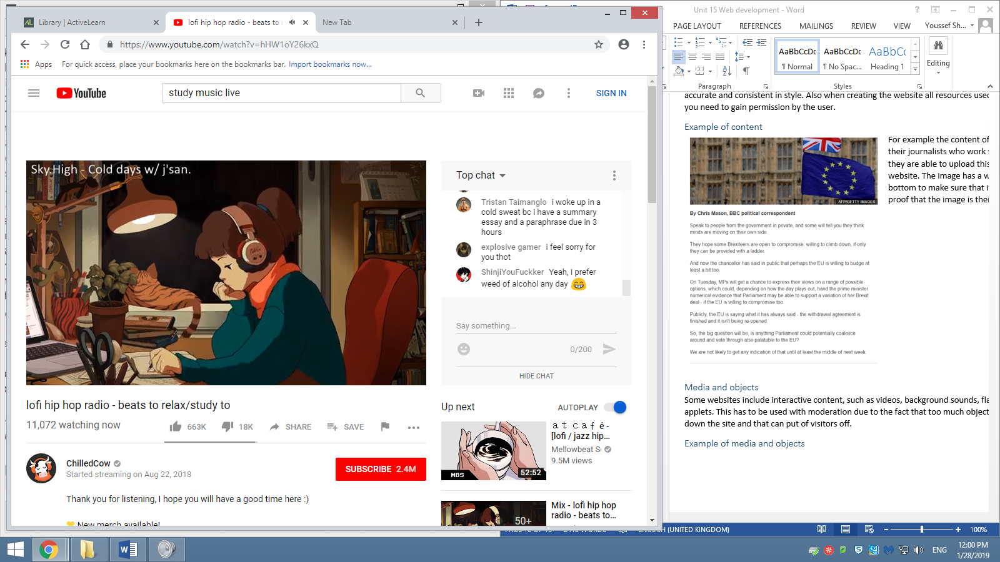 Library | ActiveLearn
lofi hip hop radio - beats to r
New Tab
https://www.youtube.com/watch?v=hHW1oY26kxQ
Apps For quick access, place your bookmarks here on the bookmarks bar. Import bookmarks now...
YouTube
study music live
SIGN IN
Sky.High - Cold days w/ j'san.
Top chat
Tristan Taimanglo i woke up in a
cold sweat bc i have a summary
essay and a paraphrase due in 3
hours
explosive gamer i feel sorry for
you thot
ShinjiYouFuckker Yeah, I prefer
weed of alcohol any day 😁
Say something...
0/200
HIDE CHAT
lofi hip hop radio - beats to relax/study to
11,072 watching now
663K 18K SHARE SAVE
ChilledCow
Started streaming on Aug 22, 2018
SUBSCRIBE 2.4M
Thank you for listening, I hope you will have a good time here :)
New merch available!
Up next AUTOPLAY
ａｔｃａｆé -
[lofi / jazz hip...
Mellowbeat S
9.5M views
MBS
52:52
Mix - lofi hip hop
radio - beats to...
50+
Unit 15 Web development - Word
PAGE LAYOUT REFERENCES MAILINGS REVIEW VIEW Youssef Sh...
AaBbCcDc AaBbCcDc AaBbCc
¶ Normal ¶ No Spac... Heading 1
Editing
Paragraph Styles
accurate and consistent in style. Also when creating the website all resources used
you need to gain permission by the user.
Example of content
AFP/GETTY IMAGES
For example the content of
their journalists who work
they are able to upload this
website. The image has a w
bottom to make sure that i
proof that the image is thei
By Chris Mason, BBC political correspondent
Speak to people from the government in private, and some will tell you they think
minds are moving on their own side.
They hope some Brexiteers are open to compromise; willing to climb down, if only
they can be provided with a ladder.
And now the chancellor has said in public that perhaps the EU is willing to budge at
least a bit too.
On Tuesday, MPs will get a chance to express their views on a range of possible
options, which could, depending on how the day plays out, hand the prime minister
numerical evidence that Parliament may be able to support a variation of her Brexit
deal - if the EU is willing to compromise too.
Publicly, the EU is saying what it has always said - the withdrawal agreement is
finished and it isn't being re-opened.
So, the big question will be, is anything Parliament could potentially coalesce
around and vote through also palatable to the EU?
We are not likely to get any indication of that until at least the middle of next week.
Media and objects
Some websites include interactive content, such as videos, background sounds, fla
applets. This has to be used with moderation due to the fact that too much object
down the site and that can put of visitors off.
Example of media and objects
ENGLISH (UNITED KINGDOM)
100%
ENG
12:00 PM
1/28/2019